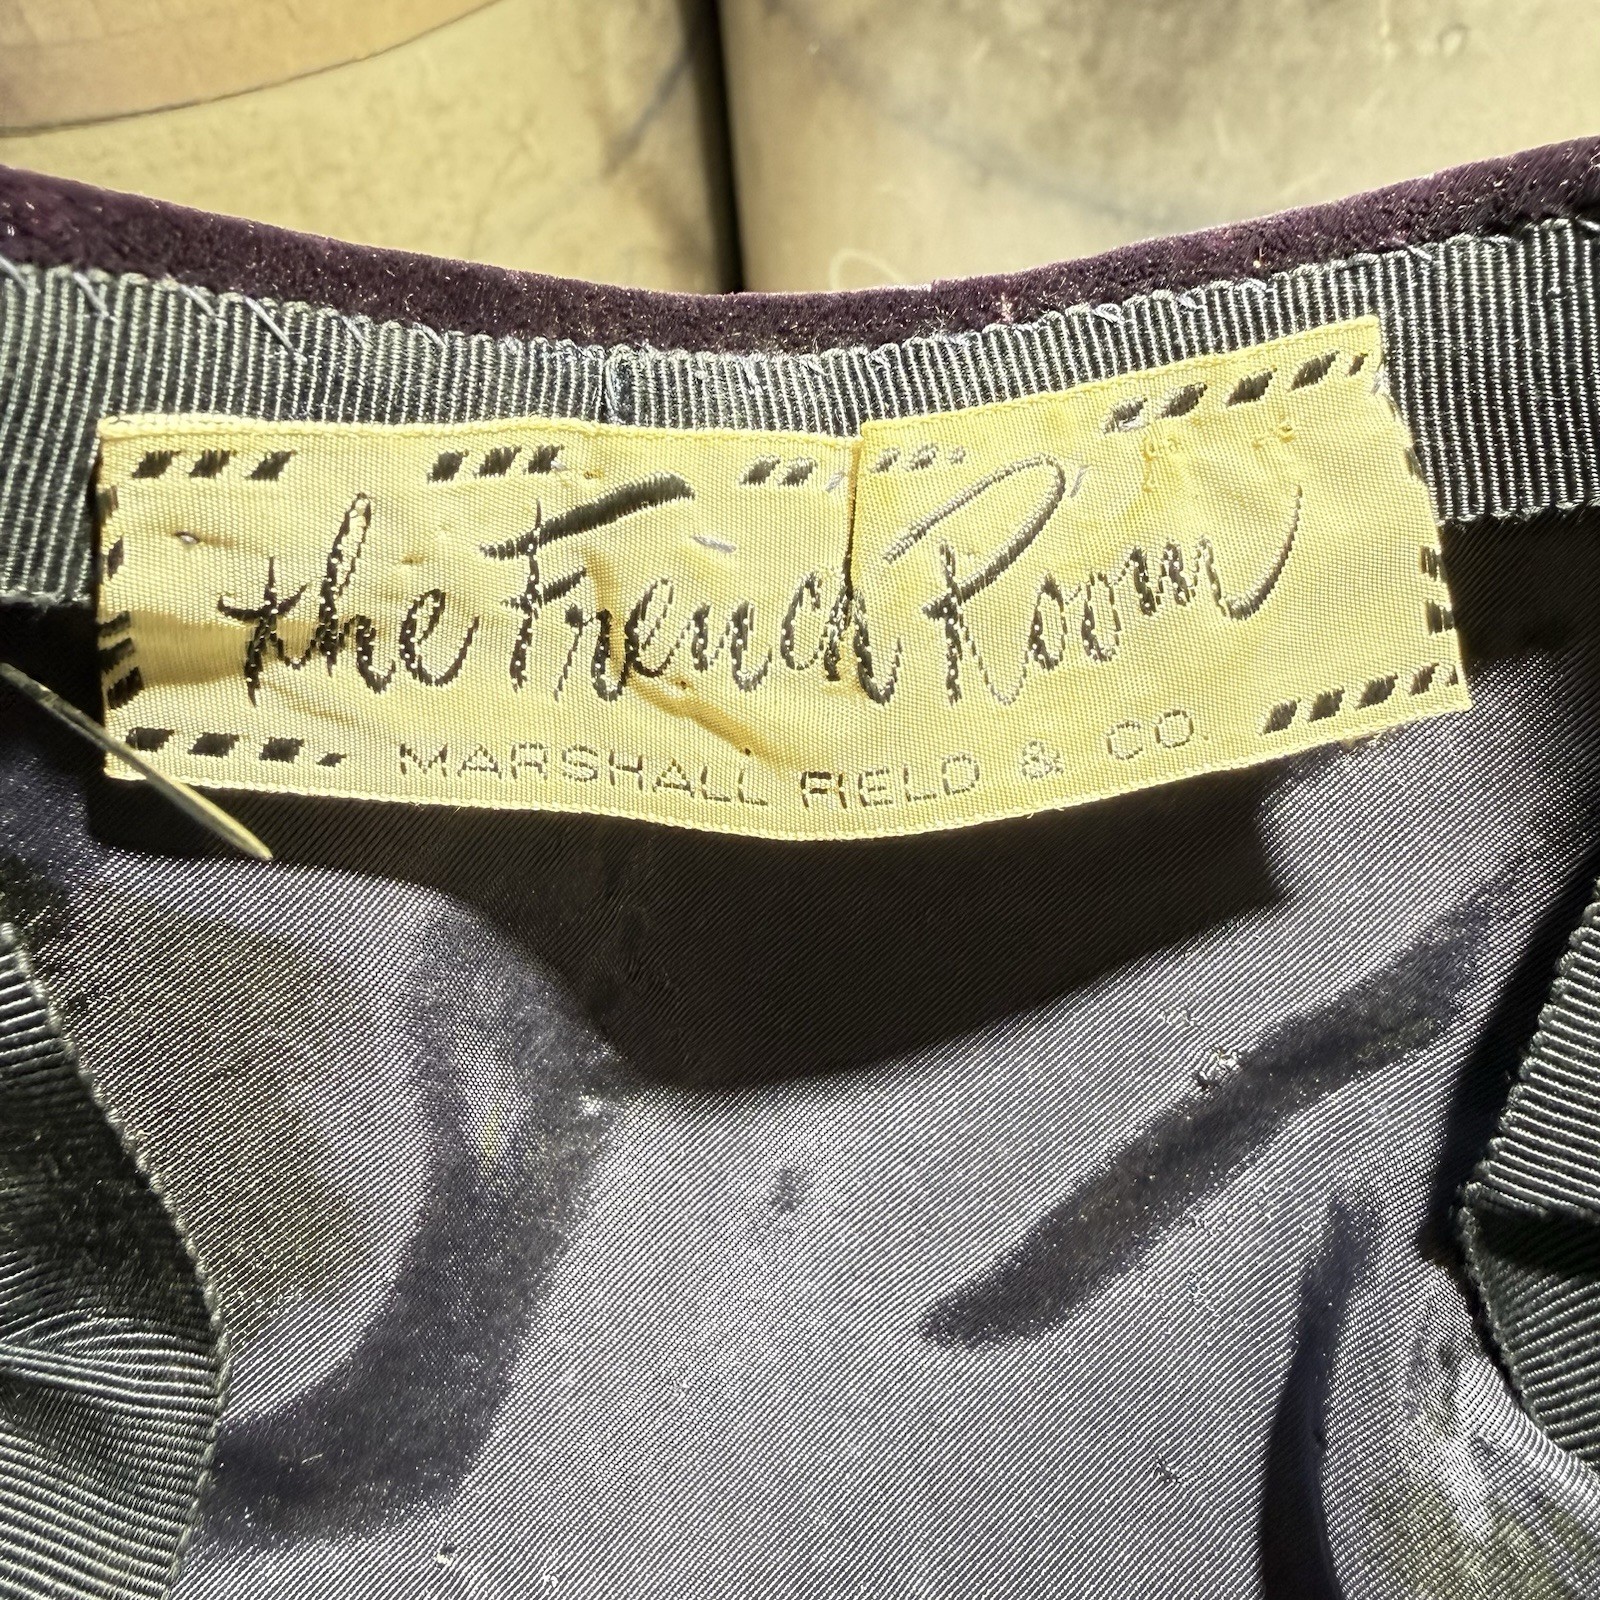 the French Room
MARSHALL FIELD & CO.